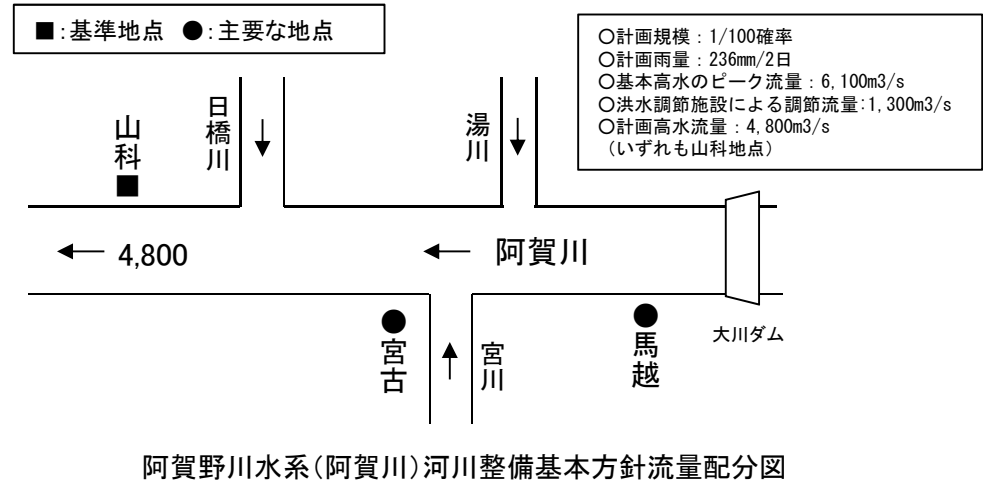 ■:基準地点 ●:主要な地点
○計画規模：1/100確率
○計画雨量：236mm/2日
○基本高水のピーク流量：6,100m3/s
○洪水調節施設による調節流量:1,300m3/s
○計画高水流量：4,800m3/s
（いずれも山科地点）
山科
日橋川
湯川
4,800
阿賀川
宮古
宮川
馬越
大川ダム
阿賀野川水系(阿賀川)河川整備基本方針流量配分図